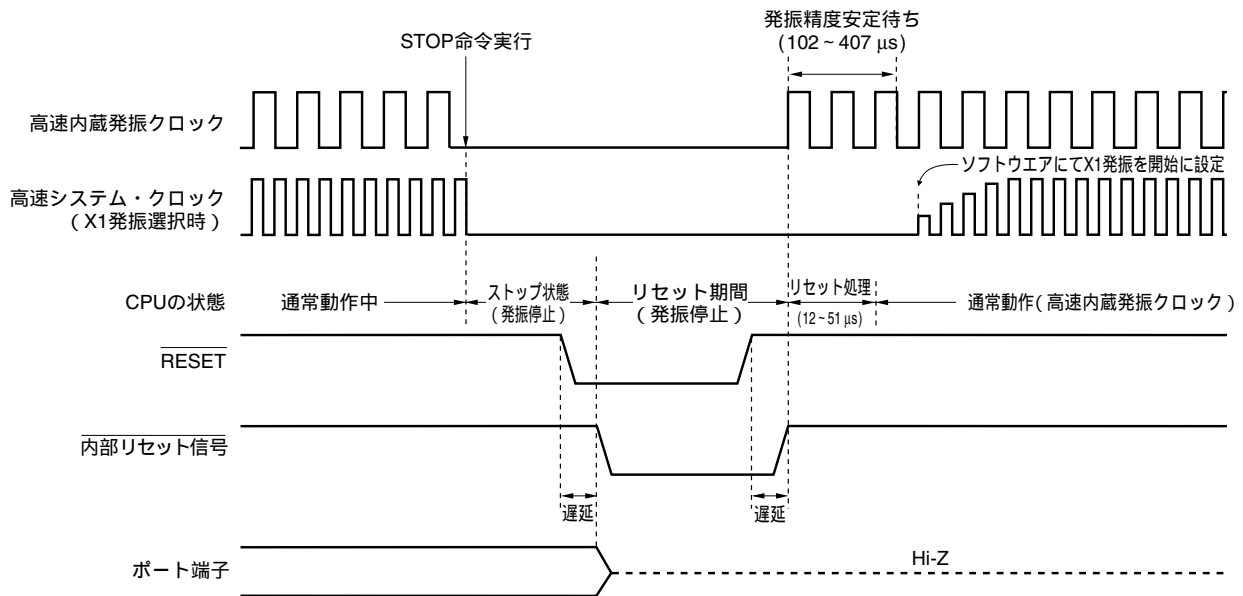 発振精度安定待ち
(102 ~ 407 μs)
STOP命令実行
高速内蔵発振クロック
ソフトウエアにてX1発振を開始に設定
高速システム・クロック
（X1発振選択時）
CPUの状態
通常動作中
ストップ状態
(発振停止)
リセット期間
(発振停止)
リセット処理
(12~51 μs)
通常動作(高速内蔵発振クロック)
RESET
内部リセット信号
遅延
遅延
ポート端子
Hi-Z